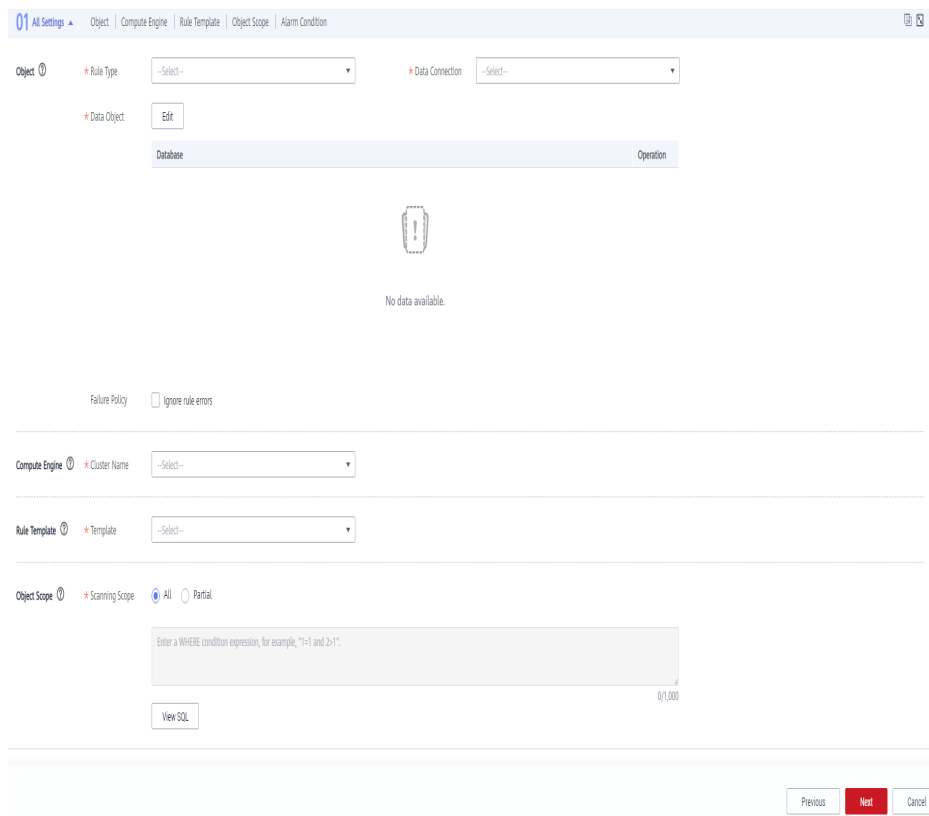 01 All Settings ▲ Object | Compute Engine | Rule Template | Object Scope | Alarm Condition
Object ? * Rule Type --Select-- * Data Connection --Select--
* Data Object Edit
Database Operation
No data available.
Failure Policy Ignore rule errors
Compute Engine ? * Cluster Name --Select--
Rule Template ? * Template --Select--
Object Scope ? * Scanning Scope All Partial
Enter a WHERE condition expression, for example, "1=1 and 2>1".
0/1,000
View SQL
Previous Next Cancel